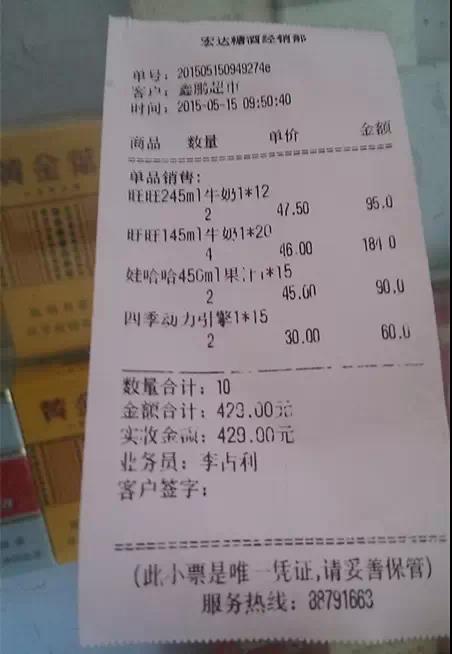 宏达糖酒经销部
单号：201505150949274e
客户：鑫鹏超市
时间：2015-05-15 09:50:40
商品 数量 单价 金额
单品销售：
旺旺245ml牛奶1*12
2 47.50 95.0
旺旺145ml牛奶1*20
4 46.00 184.0
娃哈哈450ml果汁1*15
2 45.00 90.0
四季动力引擎1*15
2 30.00 60.0
数量合计：10
金额合计：429.00元
实收金额：429.00元
业务员：李占利
客户签字：
(此小票是唯一凭证,请妥善保管)
服务热线：88791663
黄金
黄